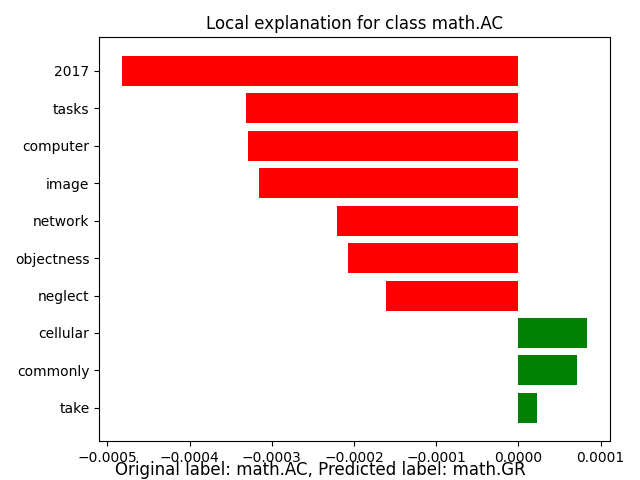 Local explanation for class math.AC
2017
tasks
computer
image
network
objectness
neglect
cellular
commonly
take
−0.0005 −0.0004 −0.0003 −0.0002 −0.0001 0.0000 0.0001
Original label: math.AC, Predicted label: math.GR